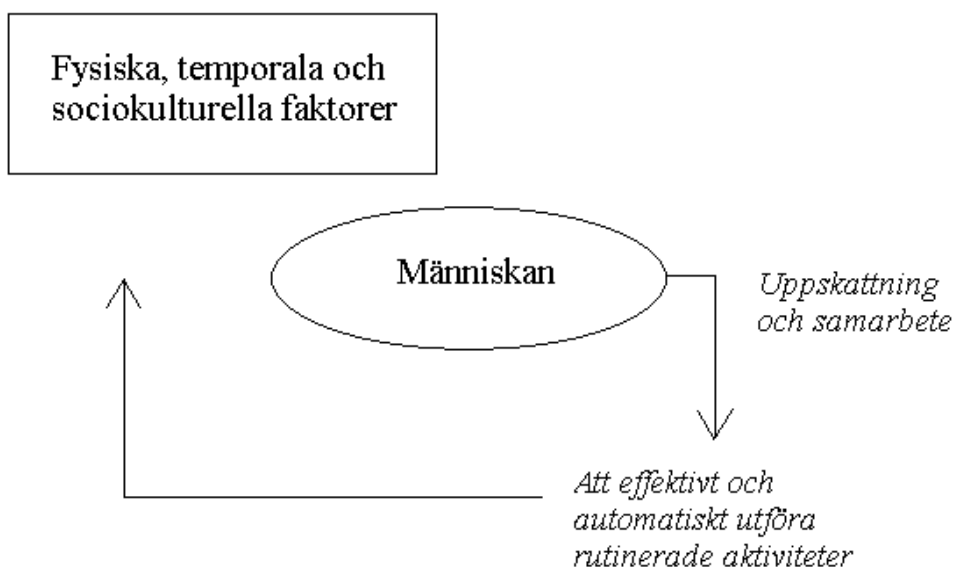 Fysiska, temporala och
sociokulturella faktorer
Människan
Uppskattning
och samarbete
Att effektivt och
automatiskt utföra
rutinerade aktiviteter